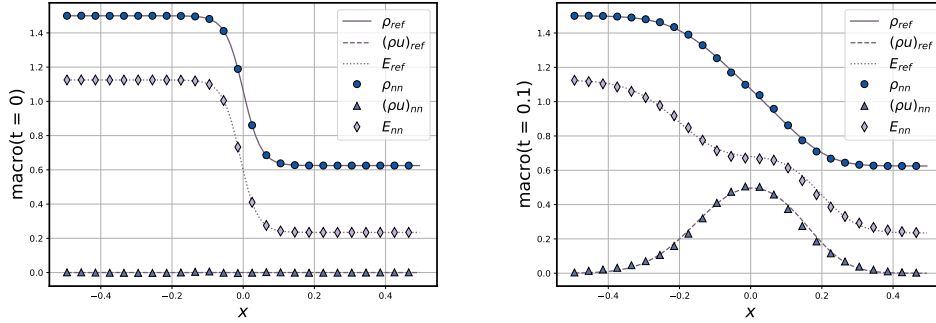 macro(t = 0)
1.4
1.2
1.0
0.8
0.6
0.4
0.2
0.0
−0.4
−0.2
0.0
0.2
0.4
x
ρref
(ρu)ref
Eref
ρnn
(ρu)nn
Enn
macro(t = 0.1)
1.4
1.2
1.0
0.8
0.6
0.4
0.2
0.0
−0.4
−0.2
0.0
0.2
0.4
x
ρref
(ρu)ref
Eref
ρnn
(ρu)nn
Enn